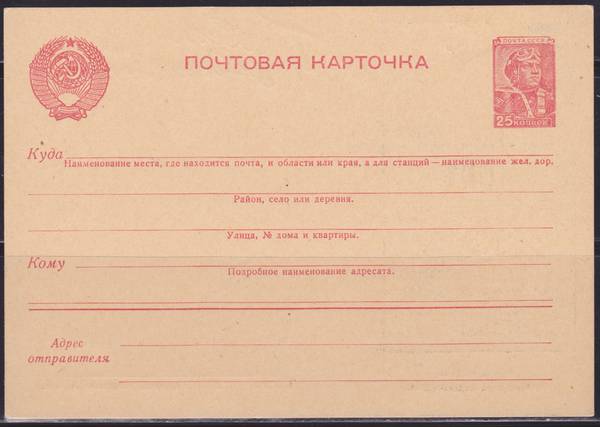 ПОЧТОВАЯ КАРТОЧКА
ПОЧТА СССР
25 КОПЕЕК
Куда
Наименование места, где находится почта, и области или края, а для станций — наименование жел. дор.
Район, село или деревня.
Улица, № дома и квартиры.
Кому
Подробное наименование адресата.
Адрес
отправителя